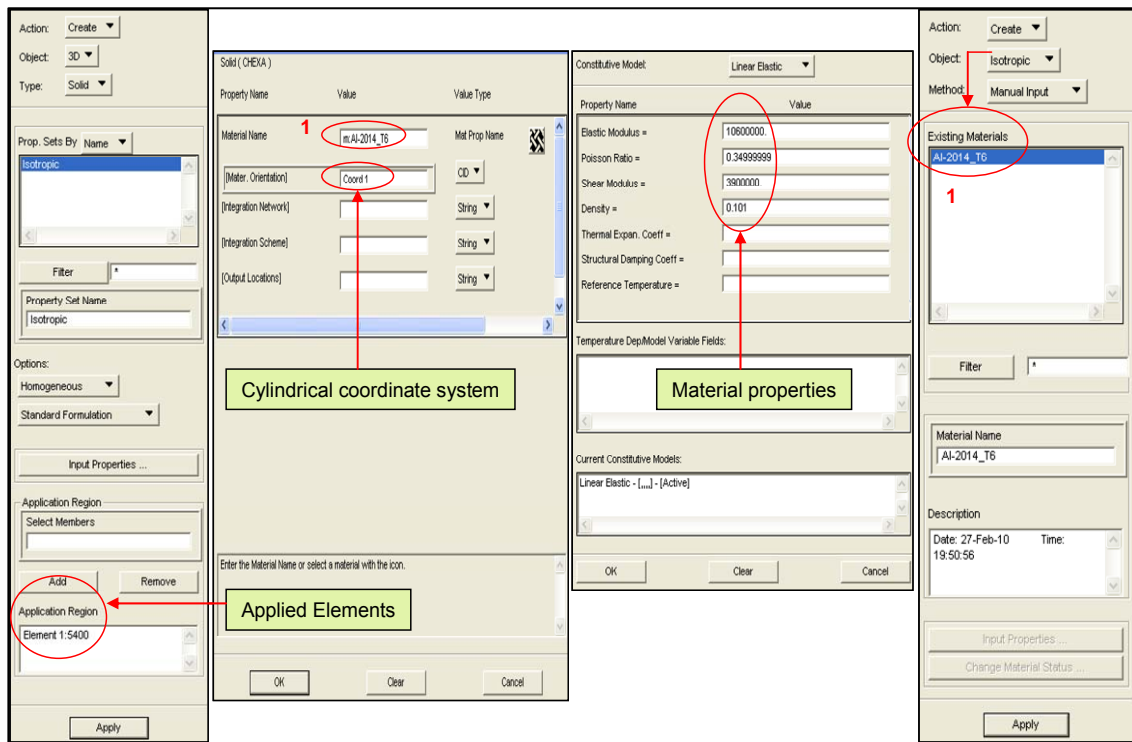 Action: Create
Object: 3D
Type: Solid
Prop. Sets By Name
Isotropic
Filter *
Property Set Name
Isotropic
Options:
Homogeneous
Standard Formulation
Input Properties ...
Application Region
Select Members
Add Remove
Application Region
Element 1:5400
Apply
Solid ( CHEXA )
Property Name Value Value Type
Material Name 1 m:Al-2014_T6 Mat Prop Name
[Mater. Orientation] Coord 1 CID
[Integration Network] String
[Integration Scheme] String
[Output Locations] String
Cylindrical coordinate system
Enter the Material Name or select a material with the icon.
Applied Elements
OK Clear Cancel
Constitutive Model: Linear Elastic
Property Name Value
Elastic Modulus = 10600000.
Poisson Ratio = 0.34999999
Shear Modulus = 3900000.
Density = 0.101
Thermal Expan. Coeff =
Structural Damping Coeff =
Reference Temperature =
Temperature Dep/Model Variable Fields:
Material properties
Current Constitutive Models:
Linear Elastic - [,,,,] - [Active]
OK Clear Cancel
Action: Create
Object: Isotropic
Method: Manual Input
Existing Materials
Al-2014_T6
1
Filter *
Material Name
Al-2014_T6
Description
Date: 27-Feb-10 Time:
19:50:56
Input Properties ...
Change Material Status ...
Apply